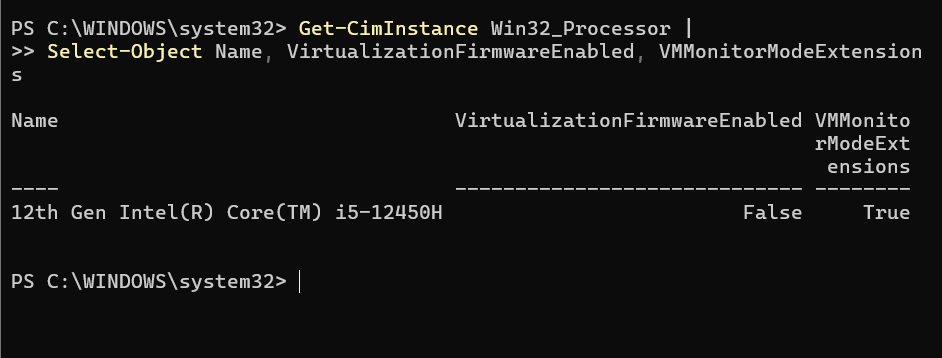 PS C:\WINDOWS\system32> Get-CimInstance Win32_Processor |
>> Select-Object Name, VirtualizationFirmwareEnabled, VMMonitorModeExtension
s
Name VirtualizationFirmwareEnabled VMMonito
rModeExt
ensions
---- ----------------------------- --------
12th Gen Intel(R) Core(TM) i5-12450H False True
PS C:\WINDOWS\system32>